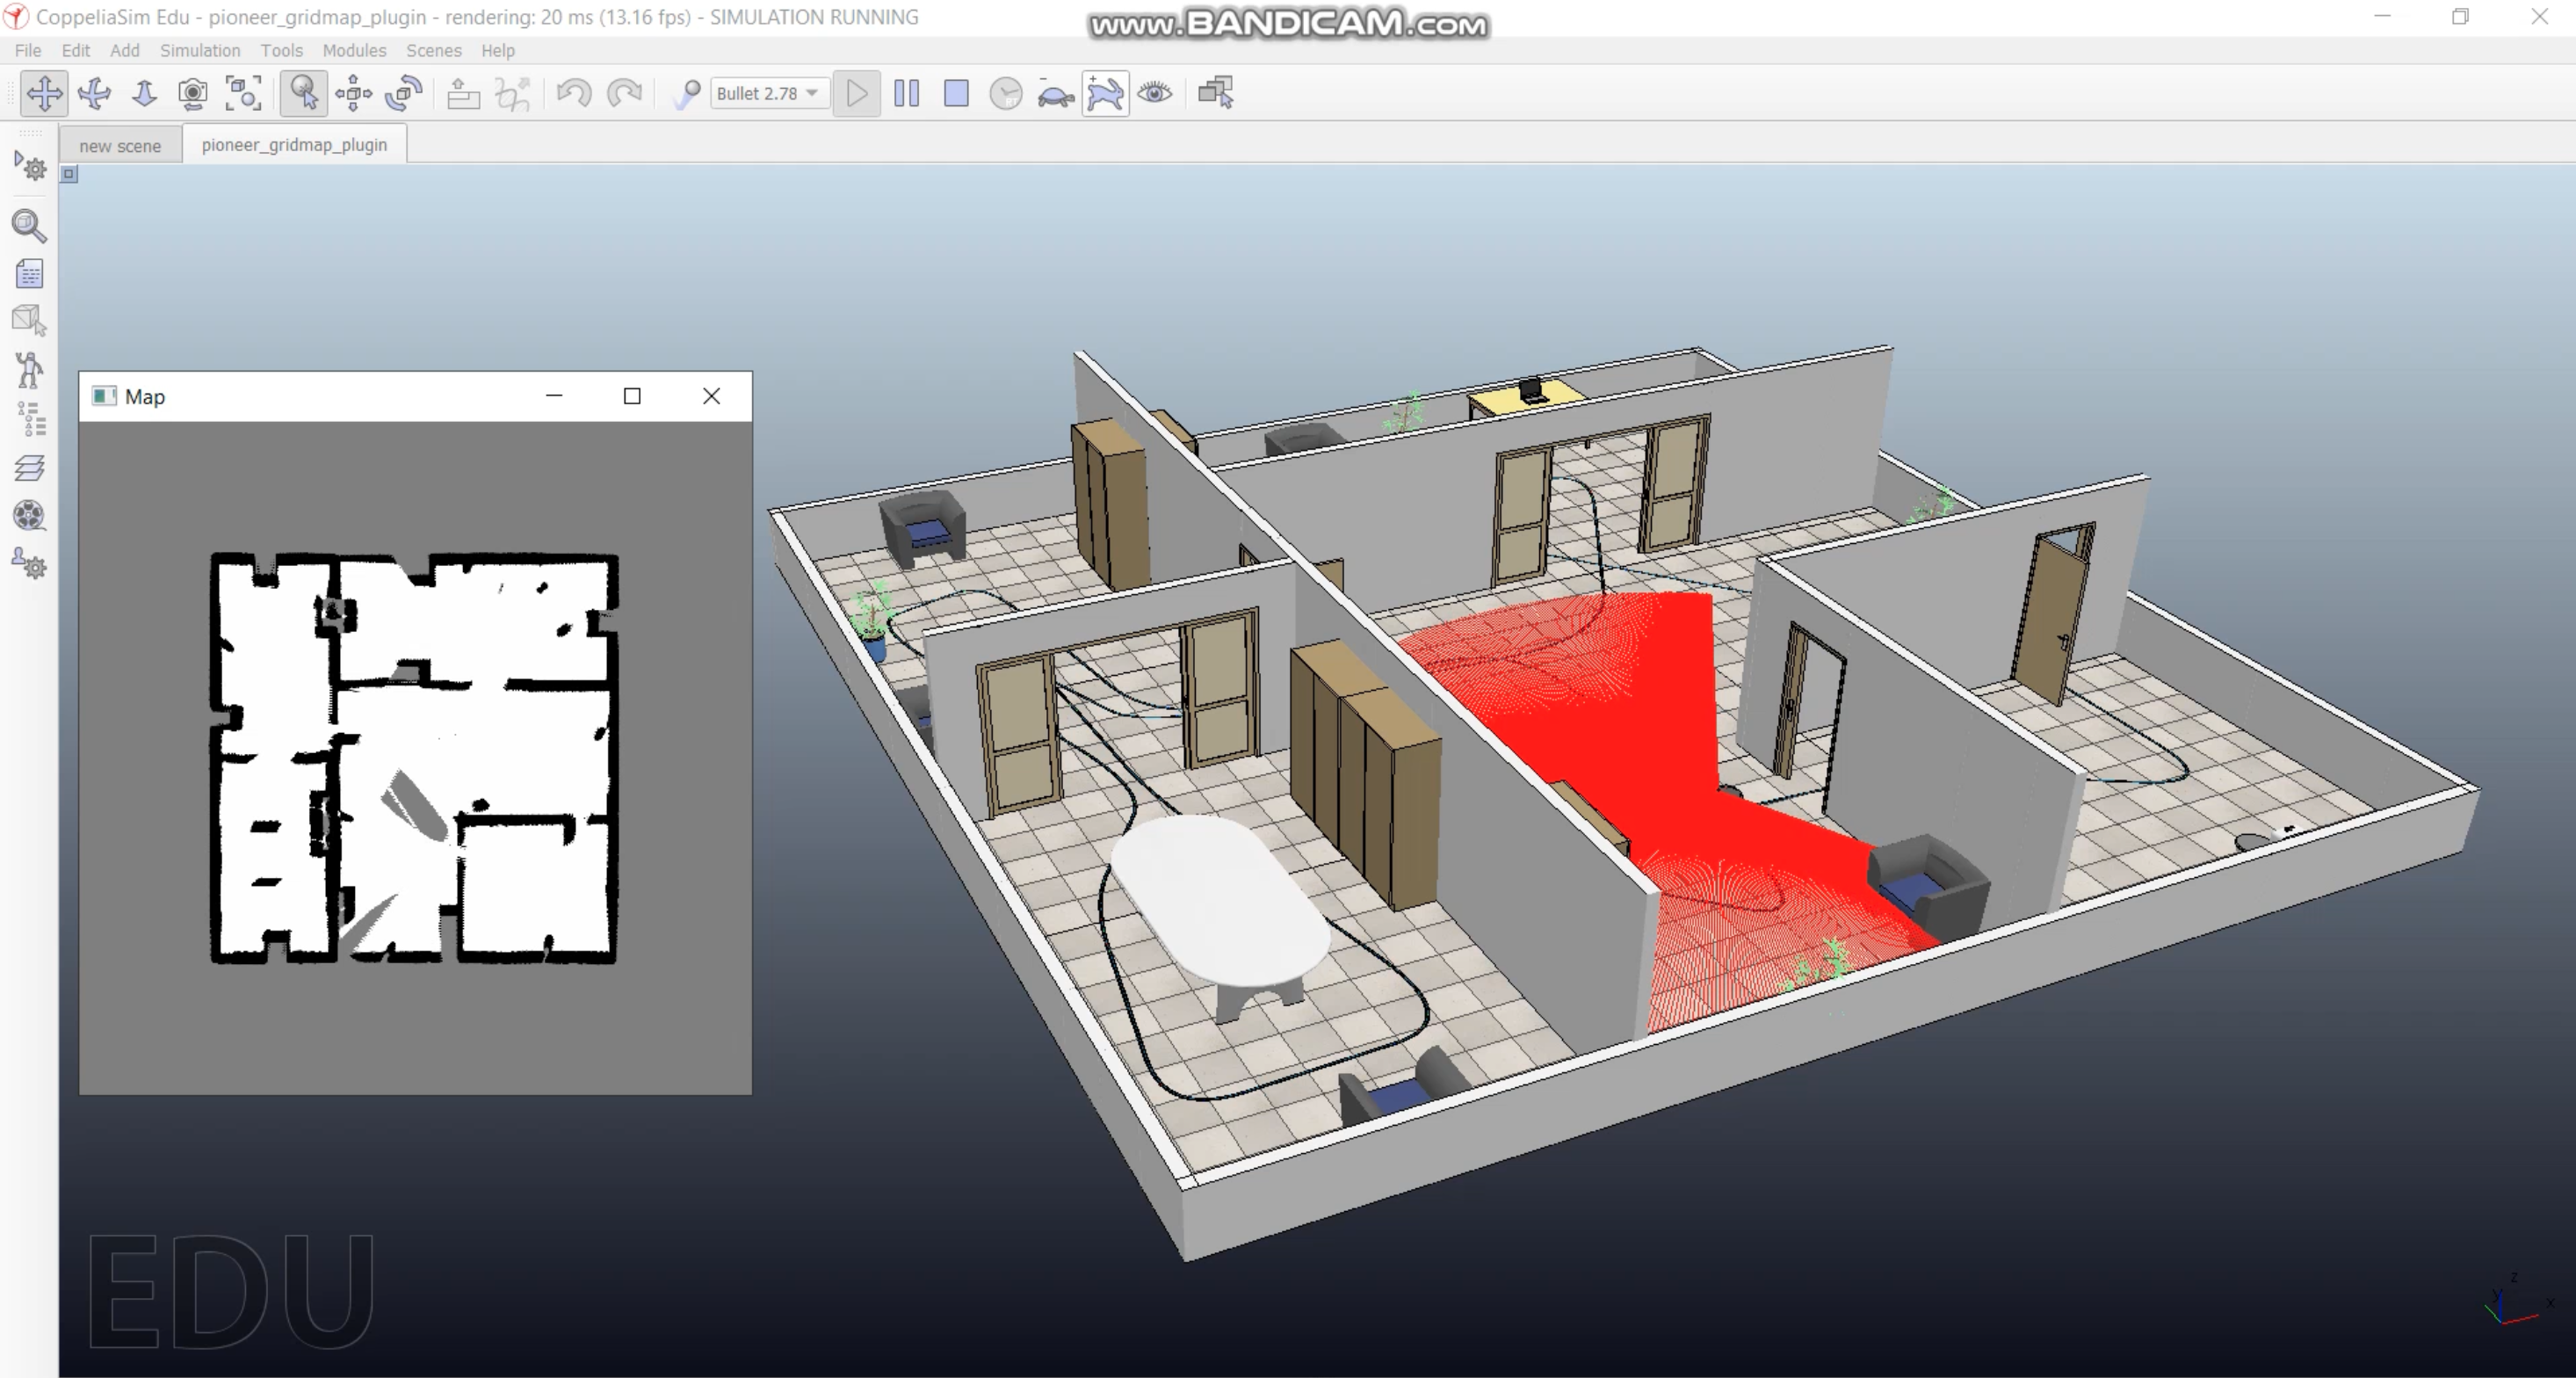 CoppeliaSim Edu - pioneer_gridmap_plugin - rendering: 20 ms (13.16 fps) - SIMULATION RUNNING
www.BANDICAM.com
File Edit Add Simulation Tools Modules Scenes Help
Bullet 2.78
new scene
pioneer_gridmap_plugin
Map
EDU
z
y
x